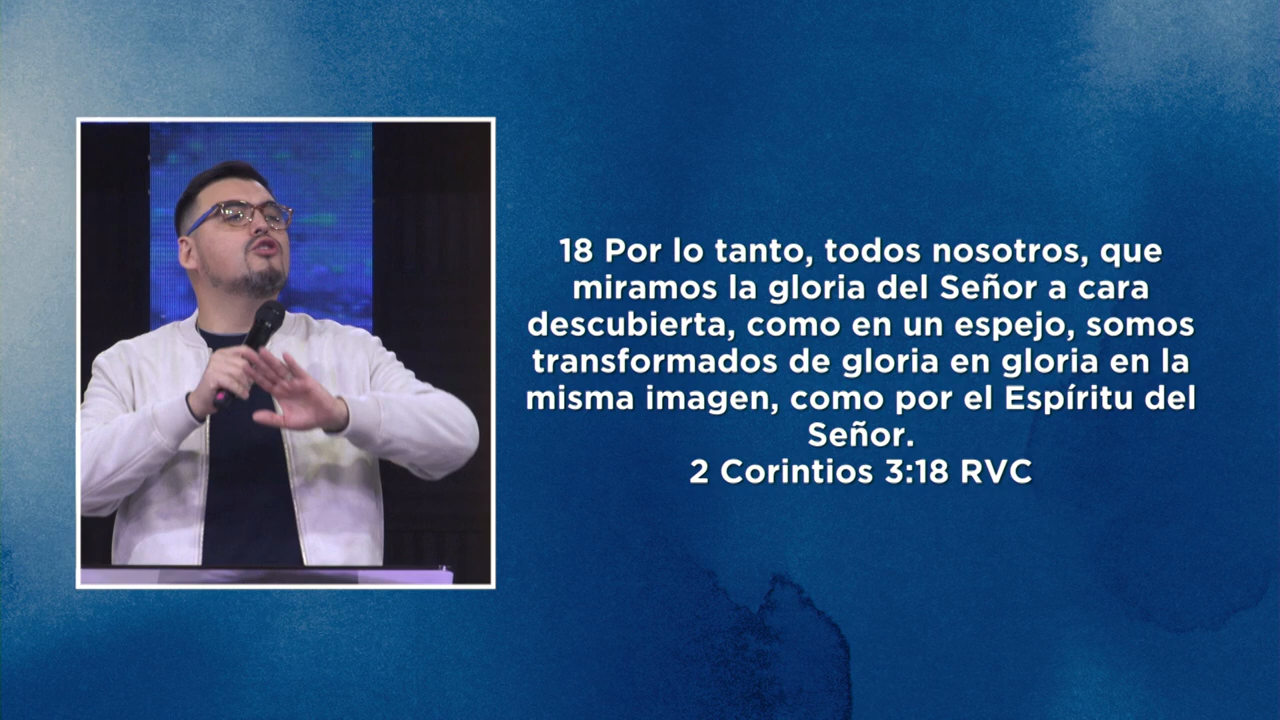 18 Por lo tanto, todos nosotros, que
miramos la gloria del Señor a cara
descubierta, como en un espejo, somos
transformados de gloria en gloria en la
misma imagen, como por el Espíritu del
Señor.
2 Corintios 3:18 RVC